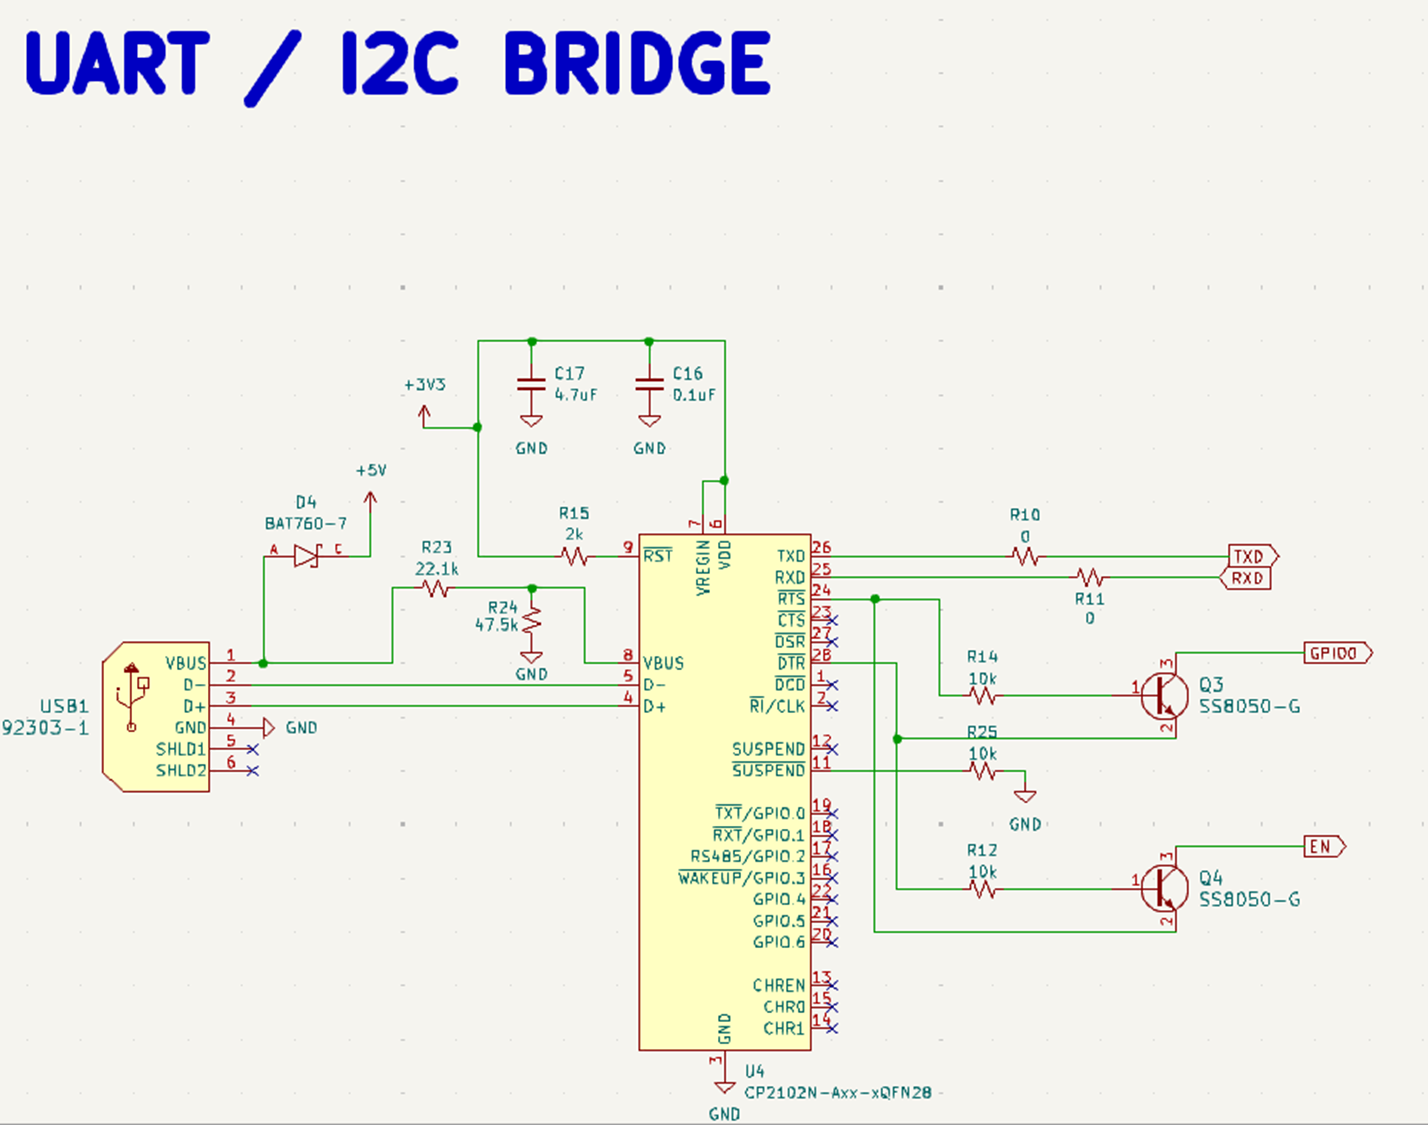 UART / I2C BRIDGE
+3V3
C17
4.7uF
GND
C16
0.1uF
GND
+5V
D4
BAT760-7
A
C
R23
22.1k
R24
47.5k
GND
R15
2k
USB1
92303-1
VBUS 1
D- 2
D+ 3
GND 4
SHLD1 5
SHLD2 6
GND
7 6
VREGIN VDD
9 RST
8 VBUS
5 D-
4 D+
TXD 26
RXD 25
RTS 24
CTS 23
DSR 27
DTR 28
DCD 1
RI/CLK 2
SUSPEND 12
SUSPEND 11
TXT/GPIO.0 19
RXT/GPIO.1 18
RS485/GPIO.2 17
WAKEUP/GPIO.3 16
GPIO.4 22
GPIO.5 21
GPIO.6 20
CHREN 13
CHR0 15
CHR1 14
GND
3
U4
CP2102N-Axx-xQFN28
GND
R10
0
TXD
RXD
R11
0
R14
10k
GPIO0
3
1
2
Q3
SS8050-G
R25
10k
GND
R12
10k
EN
3
1
2
Q4
SS8050-G